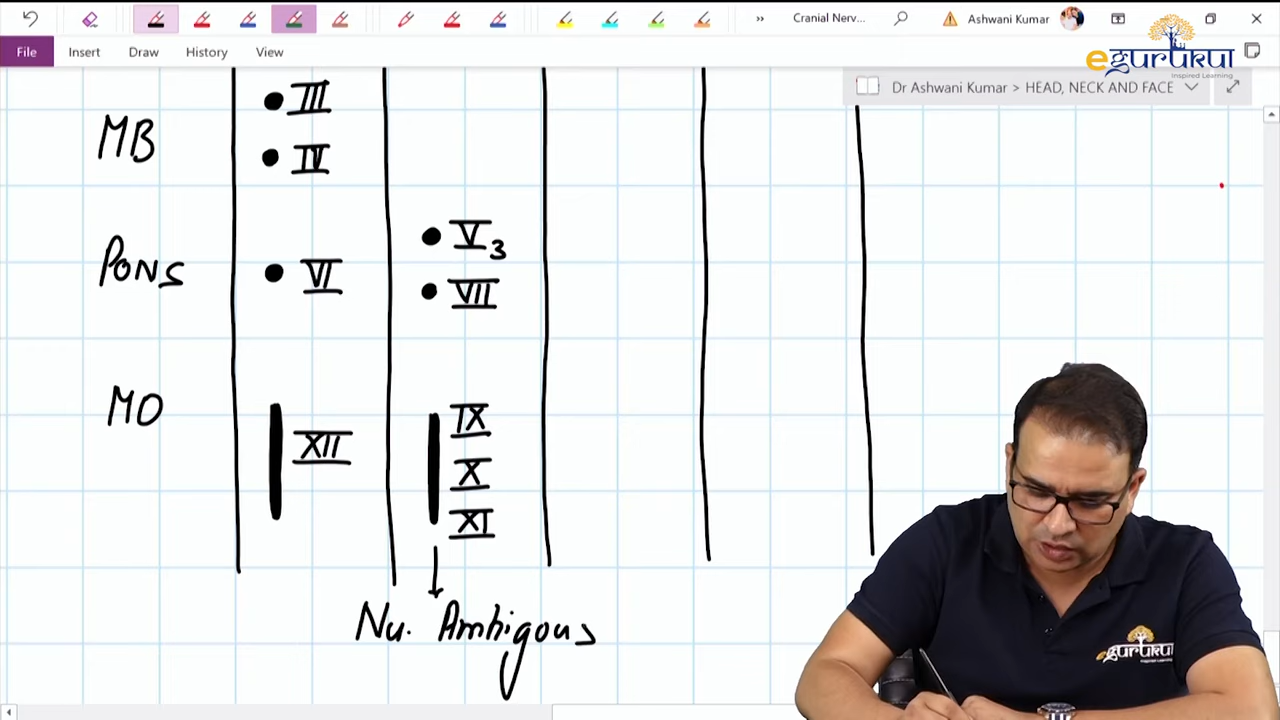 Cranial Nerv...
Ashwani Kumar
File Insert Draw History View
egurukul
Inspired Learning
Dr Ashwani Kumar > HEAD, NECK AND FACE
III
MB
IV
V3
PONS
VI
VII
MO
XII
IX
X
XI
Nu. Ambigous
egurukul